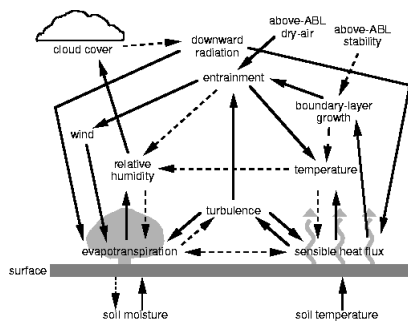 cloud cover
downward
radiation
above-ABL
dry-air
above-ABL
stability
entrainment
boundary-layer
growth
wind
relative
humidity
temperature
turbulence
evapotranspiration
sensible heat flux
surface
soil moisture
soil temperature